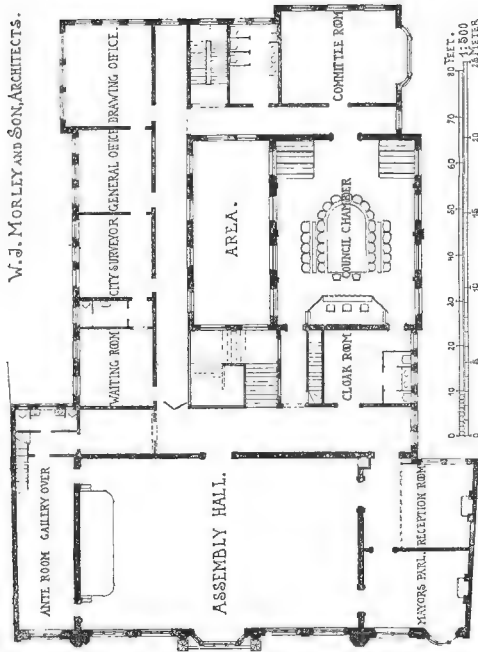 W. J. MORLEY AND SON, ARCHITECTS.
ANTE ROOM GALLERY OVER
WAITING ROOM
CITY SURVEYOR
GENERAL OFFICE
DRAWING OFFICE.
AREA.
ASSEMBLY HALL.
COMMITTEE ROOM
COUNCIL CHAMBER
CLOAK ROOM
MAYORS PARL.
RECEPTION ROOM
0 10 20 30 40 50 60 70 80 FEET.
1:500
0 10 20 25 METER